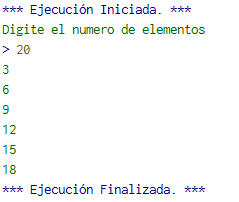 *** Ejecución Iniciada. ***
Digite el numero de elementos
> 20
3
6
9
12
15
18
*** Ejecución Finalizada. ***